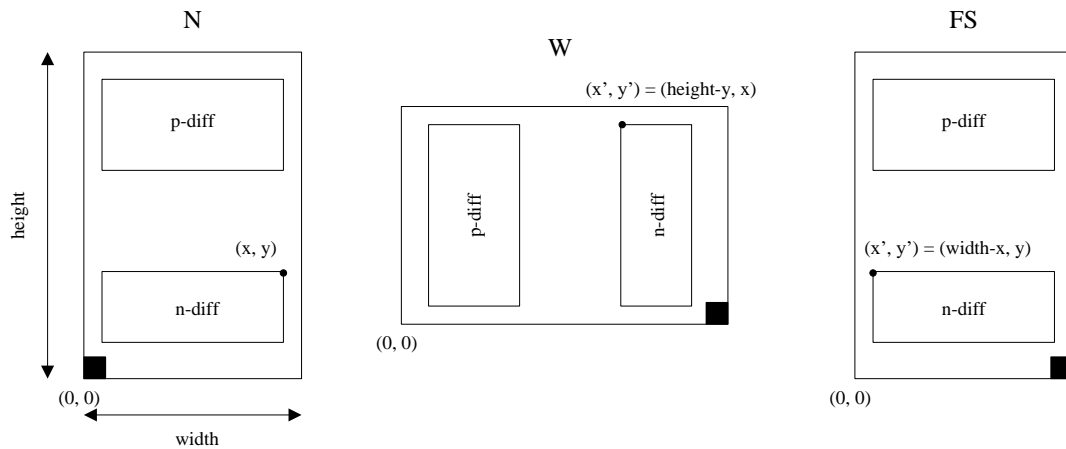 N
p-diff
height
(x, y)
n-diff
(0, 0)
width
W
(x’, y’) = (height-y, x)
p-diff
n-diff
(0, 0)
FS
p-diff
(x’, y’) = (width-x, y)
n-diff
(0, 0)